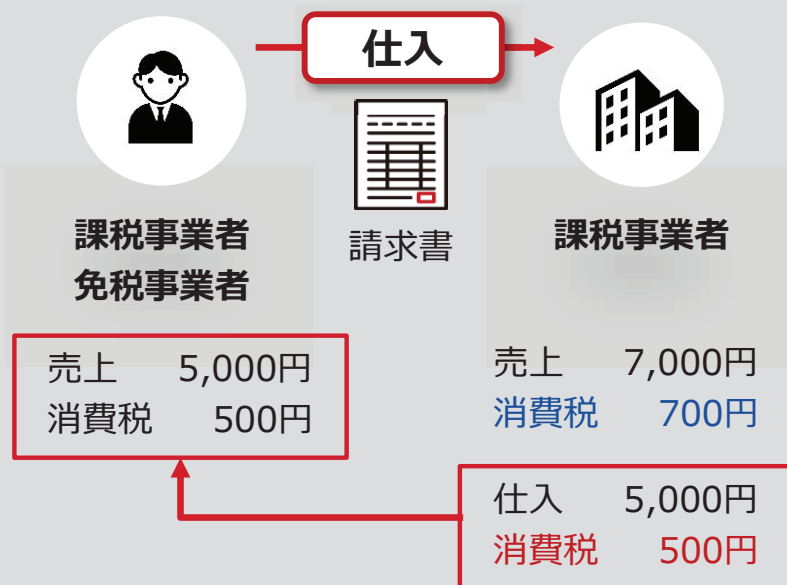 仕入
請求書
課税事業者
免税事業者
売上 5,000円
消費税 500円
課税事業者
売上 7,000円
消費税 700円
仕入 5,000円
消費税 500円